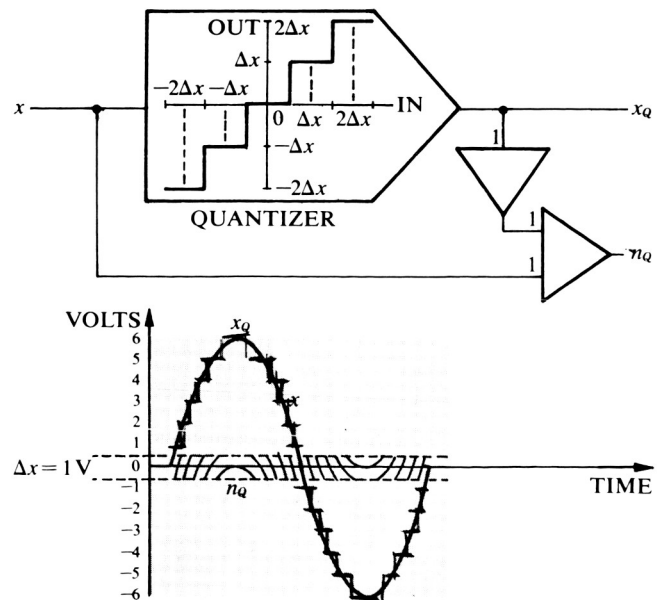 OUT 2Δx
Δx
−2Δx −Δx
x IN x_Q
0 Δx 2Δx
1
−Δx
−2Δx
QUANTIZER
1
1 n_Q
VOLTS x_Q
6
5
4
3 x
2
1
Δx = 1 V 0
n_Q TIME
−1
−2
−3
−4
−5
−6